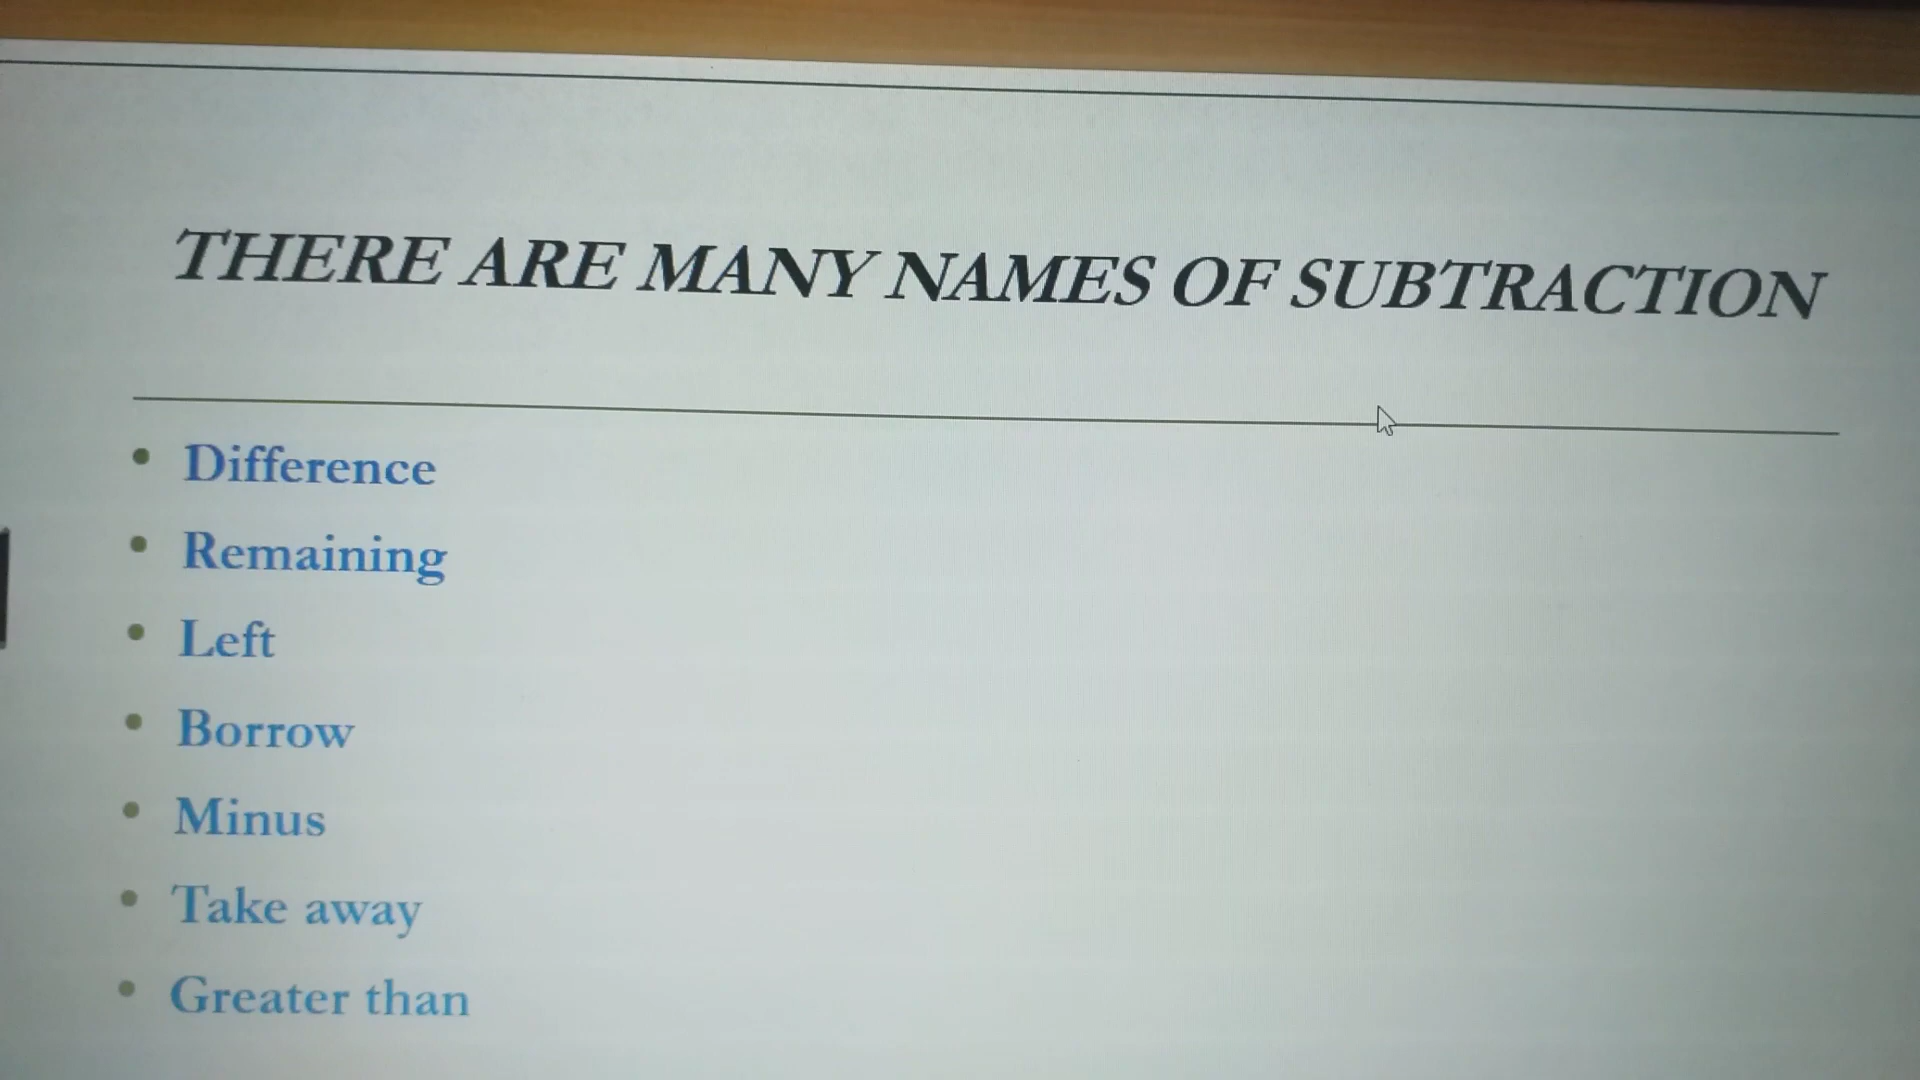 THERE ARE MANY NAMES OF SUBTRACTION
• Difference
• Remaining
• Left
• Borrow
• Minus
• Take away
• Greater than